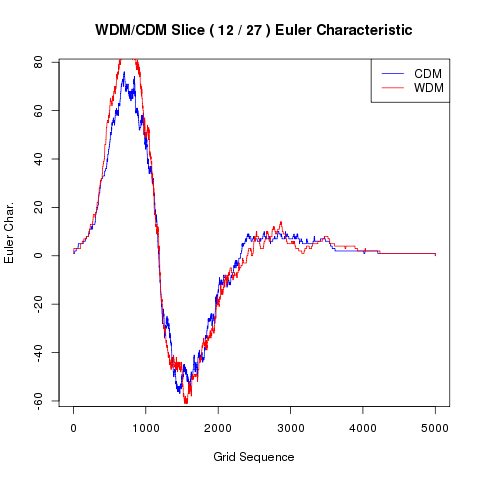 WDM/CDM Slice ( 12 / 27 ) Euler Characteristic
CDM
WDM
Euler Char.
80
60
40
20
0
-20
-40
-60
0 1000 2000 3000 4000 5000
Grid Sequence